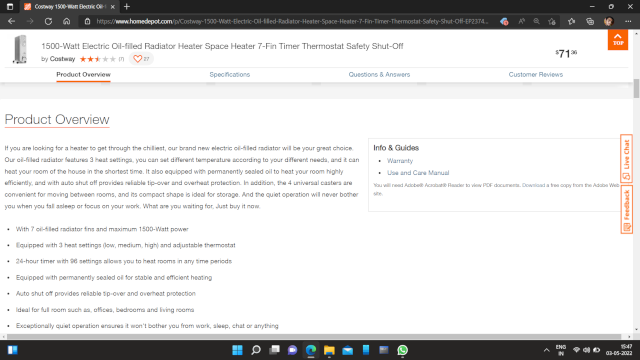 Costway 1500-Watt Electric Oil-
https://www.homedepot.com/p/Costway-1500-Watt-Electric-Oil-filled-Radiator-Heater-Space-Heater-7-Fin-Timer-Thermostat-Safety-Shut-Off-EP2374...
1500-Watt Electric Oil-filled Radiator Heater Space Heater 7-Fin Timer Thermostat Safety Shut-Off
by Costway (7) 27
$71.36
TOP
Product Overview Specifications Questions & Answers Customer Reviews
Product Overview
If you are looking for a heater to get through the chilliest, our brand new electric oil-filled radiator will be your great choice.
Our oil-filled radiator features 3 heat settings, you can set different temperature according to your different needs, and it can
heat your room of the house in the shortest time. It also equipped with permanently sealed oil to heat your room highly
efficiently, and with auto shut off provides reliable tip-over and overheat protection. In addition, the 4 universal casters are
convenient for moving between rooms, and its compact shape is ideal for storage. And the quiet operation will never bother
you when you fall asleep or focus on your work. What are you waiting for, Just buy it now.
• With 7 oil-filled radiator fins and maximum 1500-Watt power
• Equipped with 3 heat settings (low, medium, high) and adjustable thermostat
• 24-hour timer with 96 settings allows you to heat rooms in any time periods
• Equipped with permanently sealed oil for stable and efficient heating
• Auto shut off provides reliable tip-over and overheat protection
• Ideal for full room such as, offices, bedrooms and living rooms
• Exceptionally quiet operation ensures it won't bother you from work, sleep, chat or anything
Info & Guides
• Warranty
• Use and Care Manual
You will need Adobe® Acrobat® Reader to view PDF documents. Download a free copy from the Adobe Web
site.
Live Chat
Feedback
ENG
IN
15:47
03-05-2022